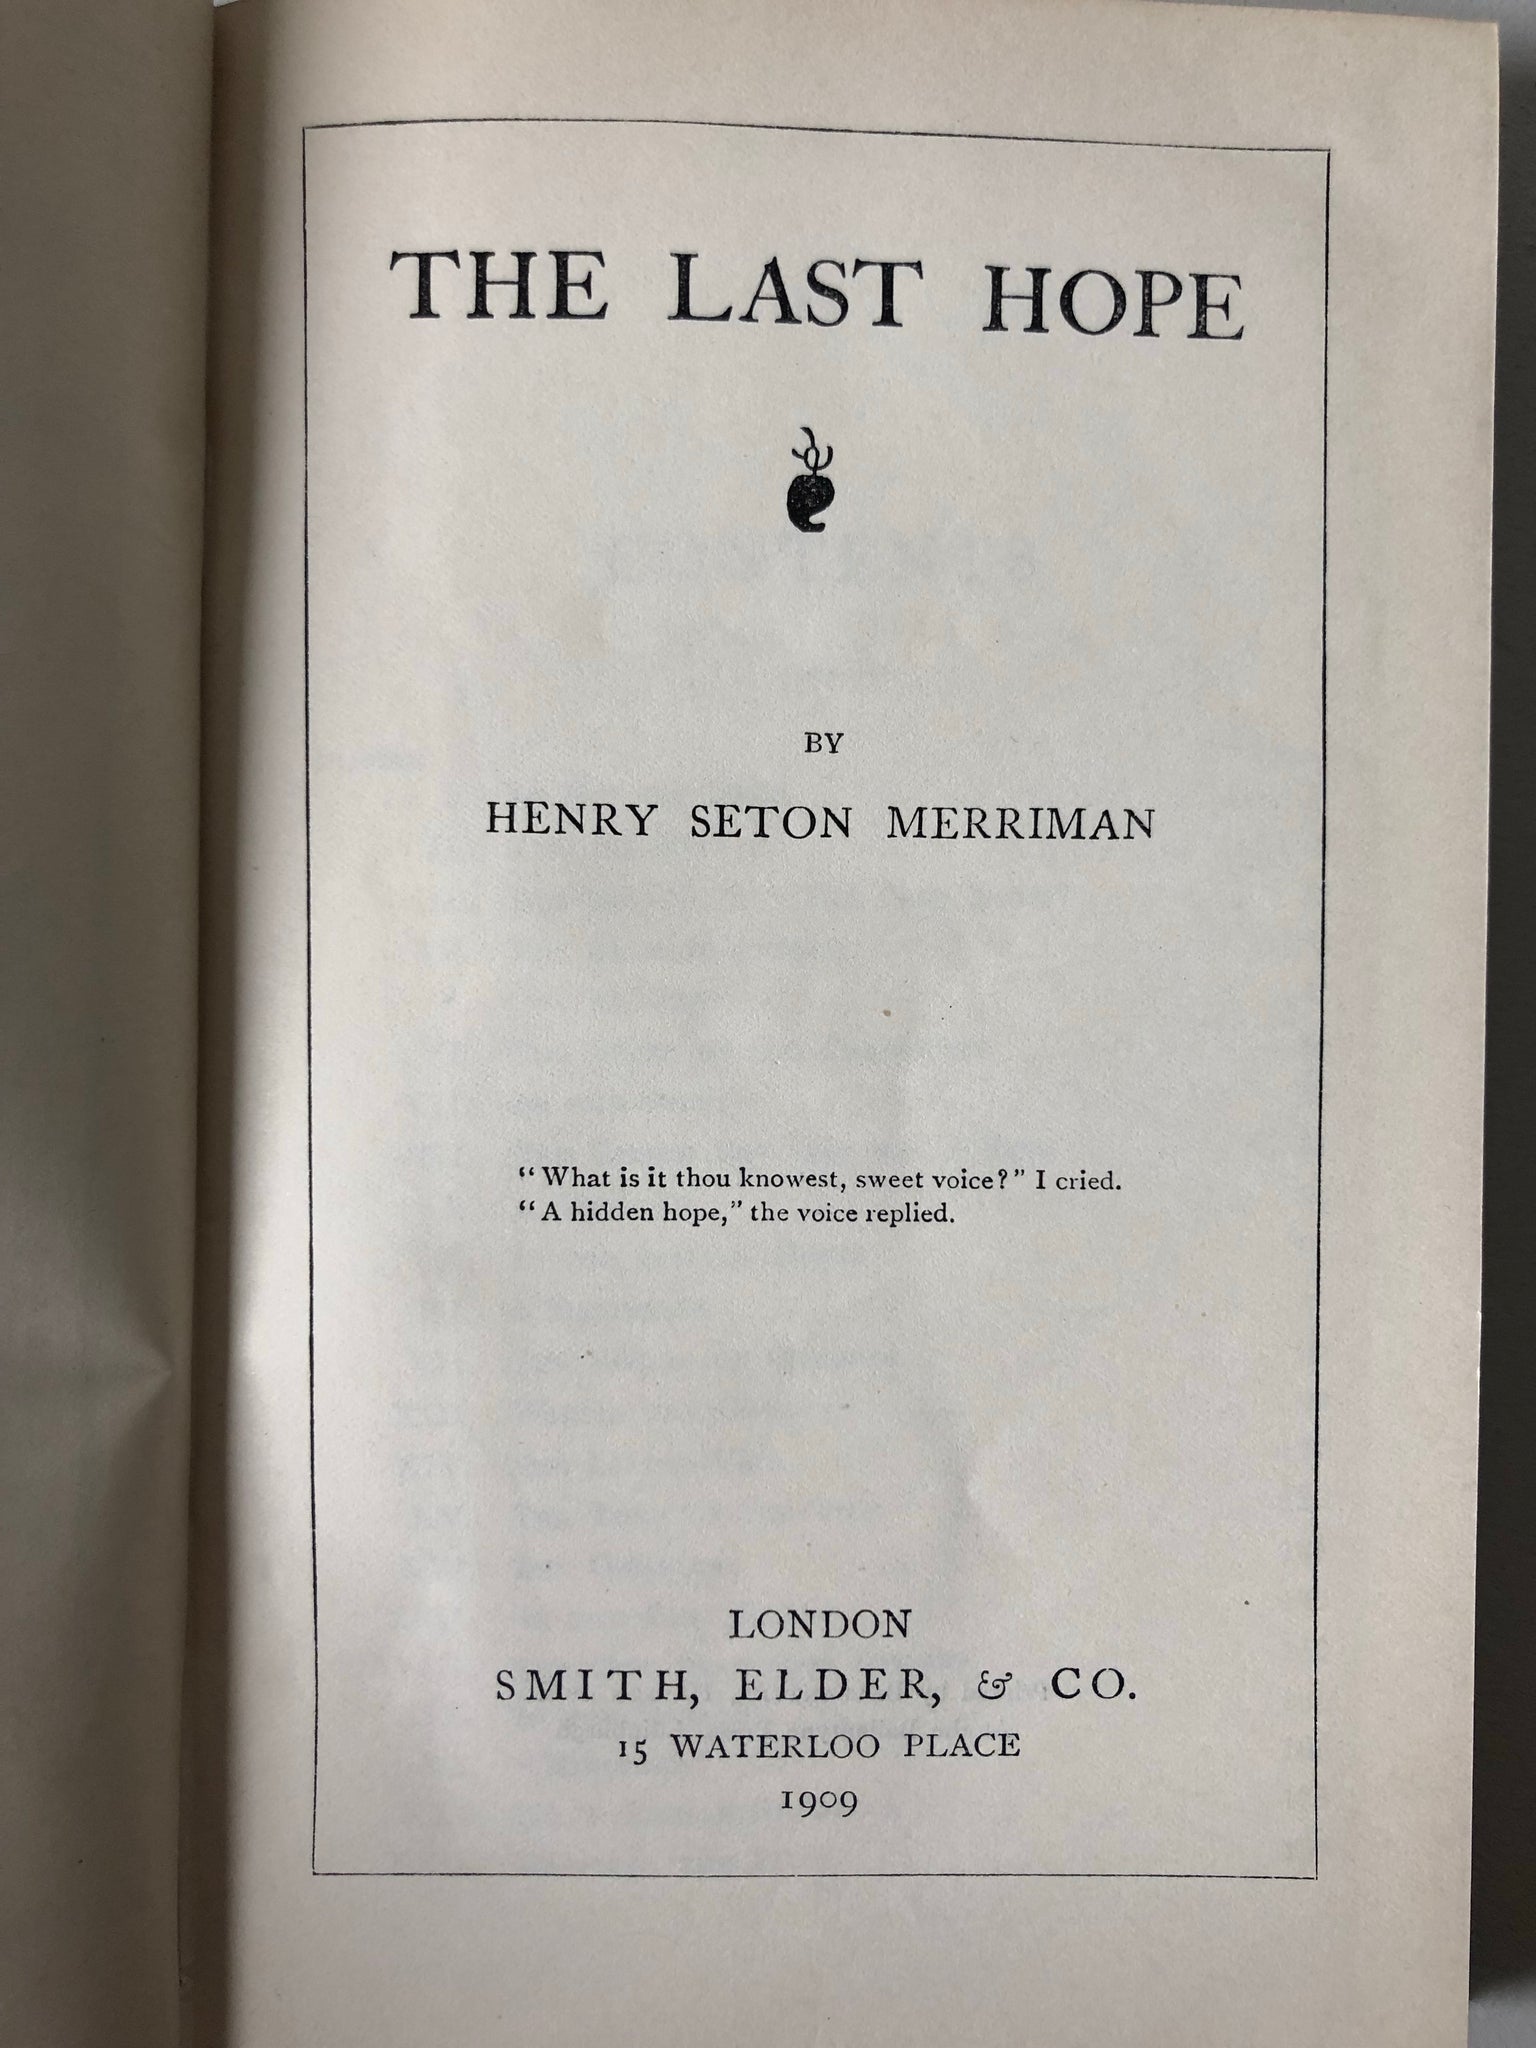 THE LAST HOPE
BY
HENRY SETON MERRIMAN
“What is it thou knowest, sweet voice?” I cried.
“A hidden hope,” the voice replied.
LONDON
SMITH, ELDER, & CO.
15 WATERLOO PLACE
1909